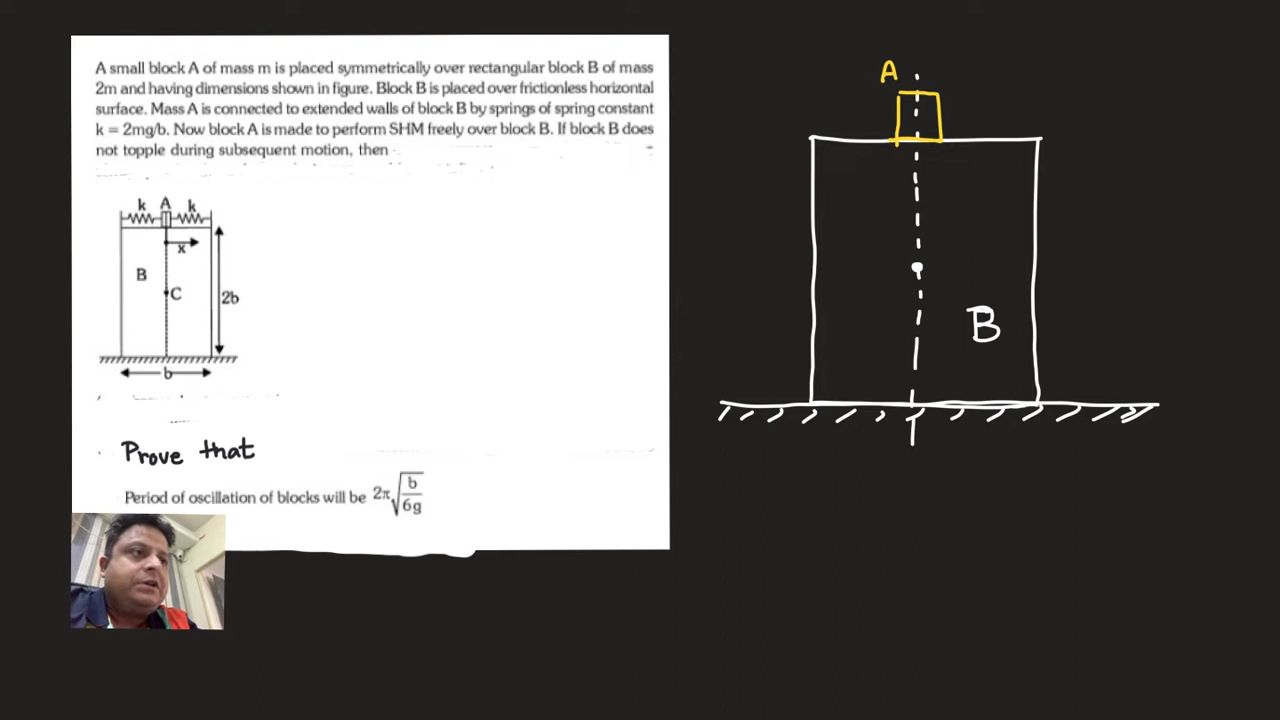 A small block A of mass m is placed symmetrically over rectangular block B of mass
2m and having dimensions shown in figure. Block B is placed over frictionless horizontal
surface. Mass A is connected to extended walls of block B by springs of spring constant
k = 2mg/b. Now block A is made to perform SHM freely over block B. If block B does
not topple during subsequent motion, then
k A k
x
B
C
2b
b
Prove that
Period of oscillation of blocks will be 2π√(b/6g)
A
B